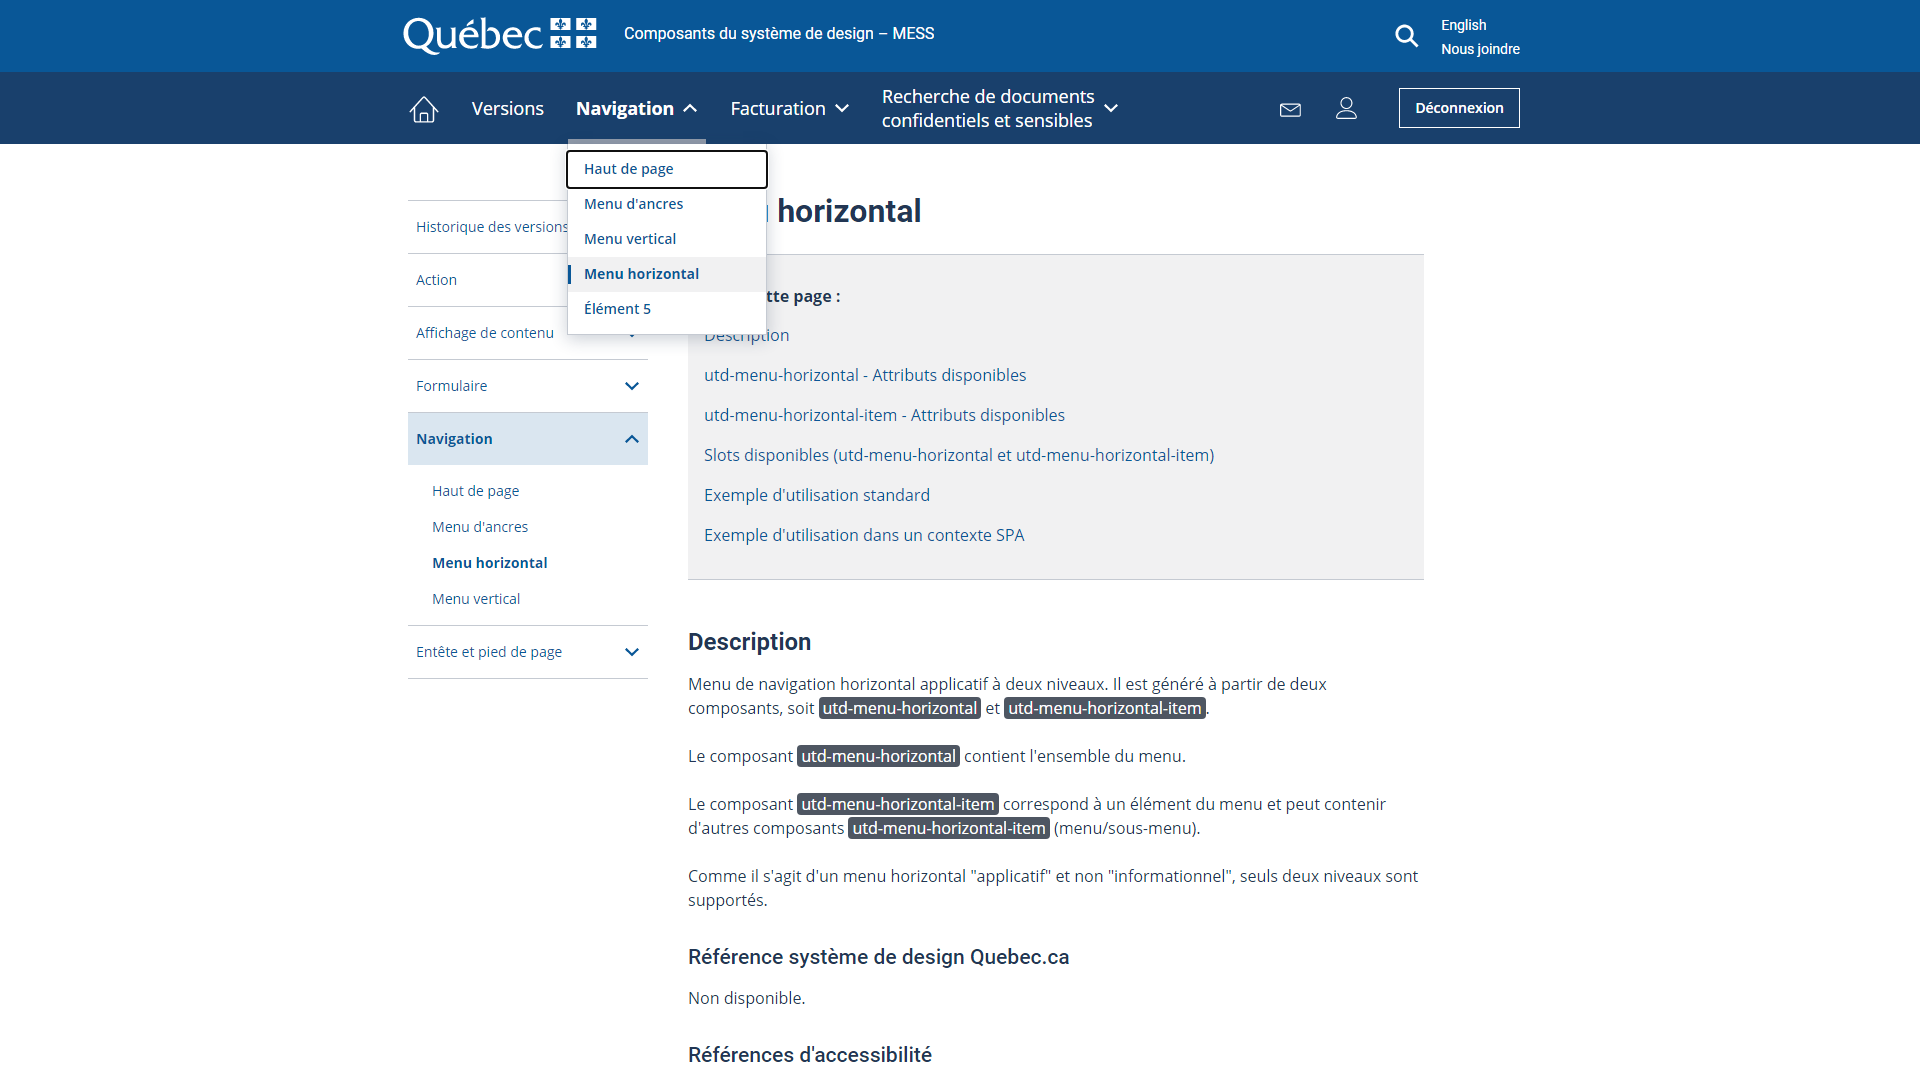 Québec
Composants du système de design – MESS
English
Nous joindre
Versions
Navigation
Facturation
Recherche de documents
confidentiels et sensibles
Déconnexion
Haut de page
Menu d'ancres
Menu vertical
Menu horizontal
Élément 5
Historique des versions
Action
Affichage de contenu
Formulaire
Navigation
Haut de page
Menu d'ancres
Menu horizontal
Menu vertical
Entête et pied de page
horizontal
page :
Description
utd-menu-horizontal - Attributs disponibles
utd-menu-horizontal-item - Attributs disponibles
Slots disponibles (utd-menu-horizontal et utd-menu-horizontal-item)
Exemple d'utilisation standard
Exemple d'utilisation dans un contexte SPA
Description
Menu de navigation horizontal applicatif à deux niveaux. Il est généré à partir de deux
composants, soit utd-menu-horizontal et utd-menu-horizontal-item.
Le composant utd-menu-horizontal contient l'ensemble du menu.
Le composant utd-menu-horizontal-item correspond à un élément du menu et peut contenir
d'autres composants utd-menu-horizontal-item (menu/sous-menu).
Comme il s'agit d'un menu horizontal "applicatif" et non "informationnel", seuls deux niveaux sont
supportés.
Référence système de design Quebec.ca
Non disponible.
Références d'accessibilité